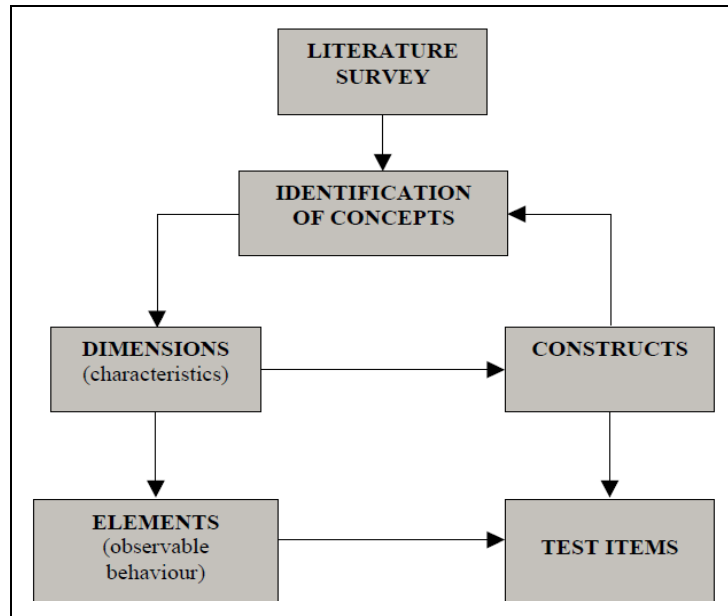 LITERATURE
SURVEY
IDENTIFICATION
OF CONCEPTS
DIMENSIONS
(characteristics)
CONSTRUCTS
ELEMENTS
(observable
behaviour)
TEST ITEMS